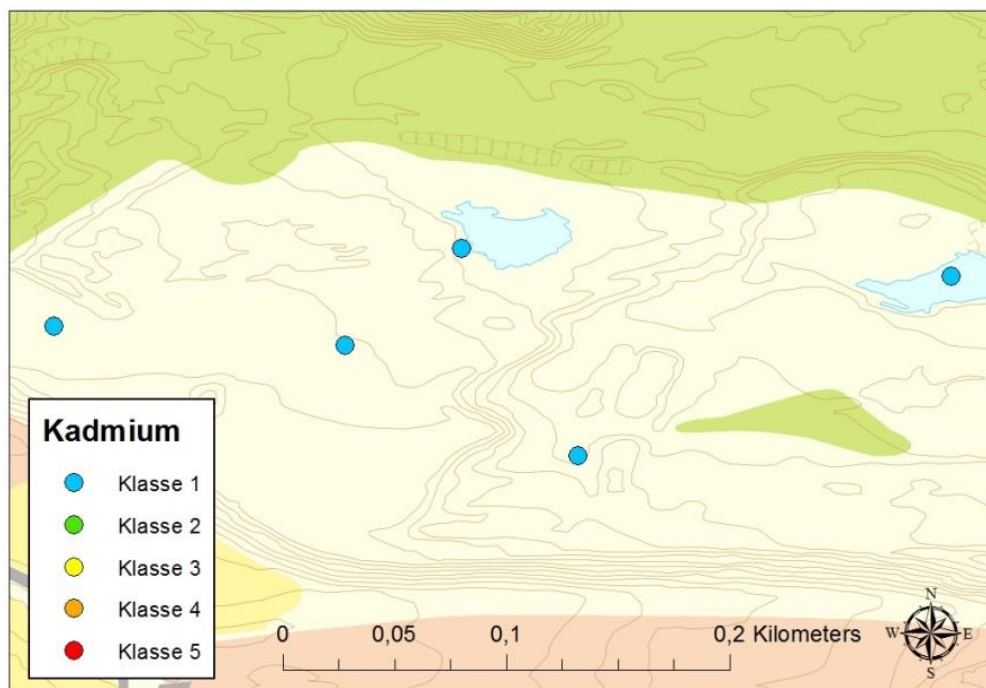 Kadmium
Klasse 1
Klasse 2
Klasse 3
Klasse 4
Klasse 5
0 0,05 0,1 0,2 Kilometers
N
W E
S